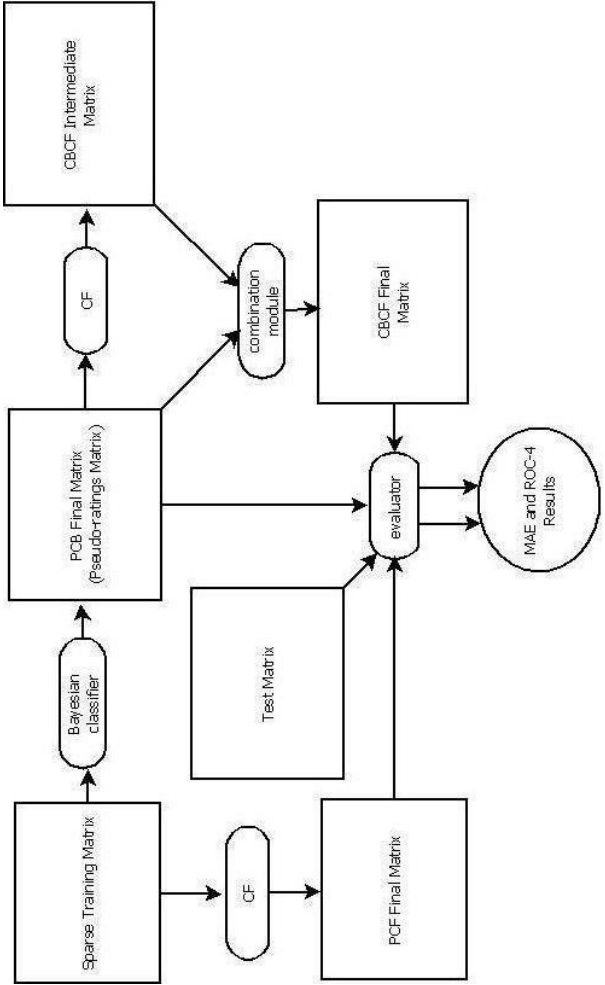 Sparse Training Matrix
Bayesian
classifier
PCB Final Matrix
(Pseudo-ratings Matrix)
CF
CBCF Intermediate
Matrix
CF
Test Matrix
combination
module
PCF Final Matrix
evaluator
CBCF Final
Matrix
MAE and ROC-4
Results